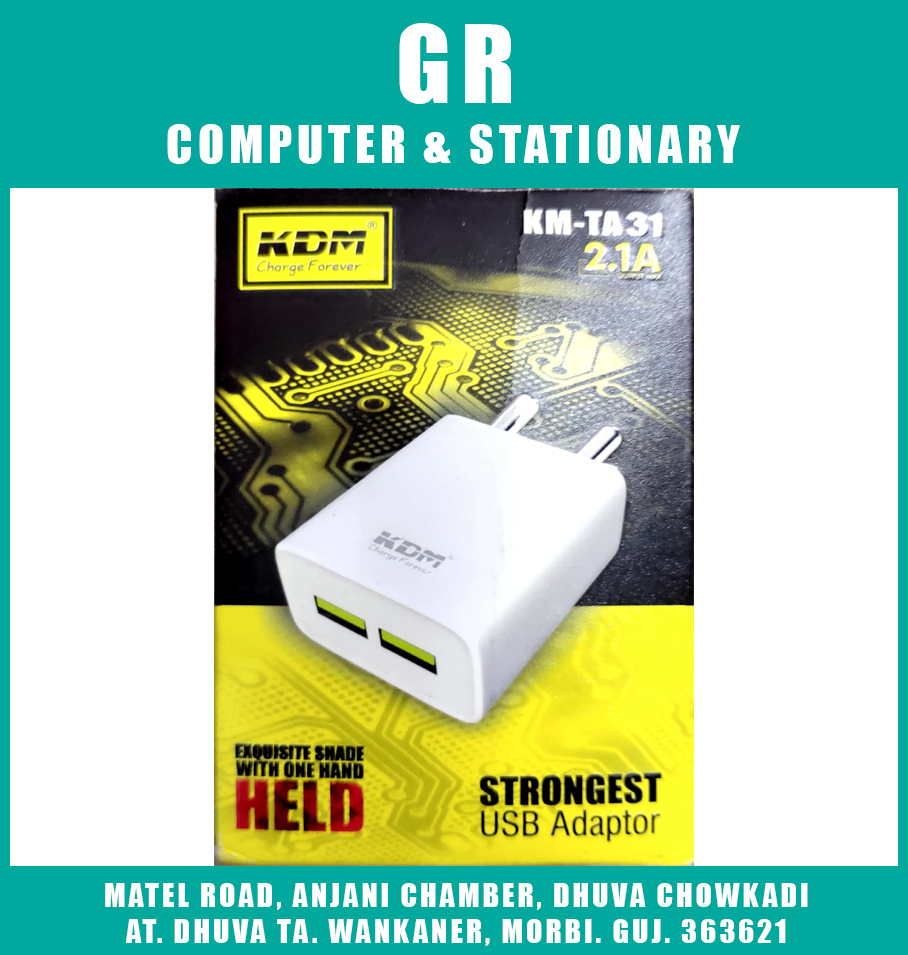 GR
COMPUTER & STATIONARY
KDM®
Charge Forever
KM-TA31
2.1A
KDM®
Charge Forever
EXQUISITE SHADE
WITH ONE HAND
HELD
STRONGEST
USB Adaptor
MATEL ROAD, ANJANI CHAMBER, DHUVA CHOWKADI
AT. DHUVA TA. WANKANER, MORBI. GUJ. 363621